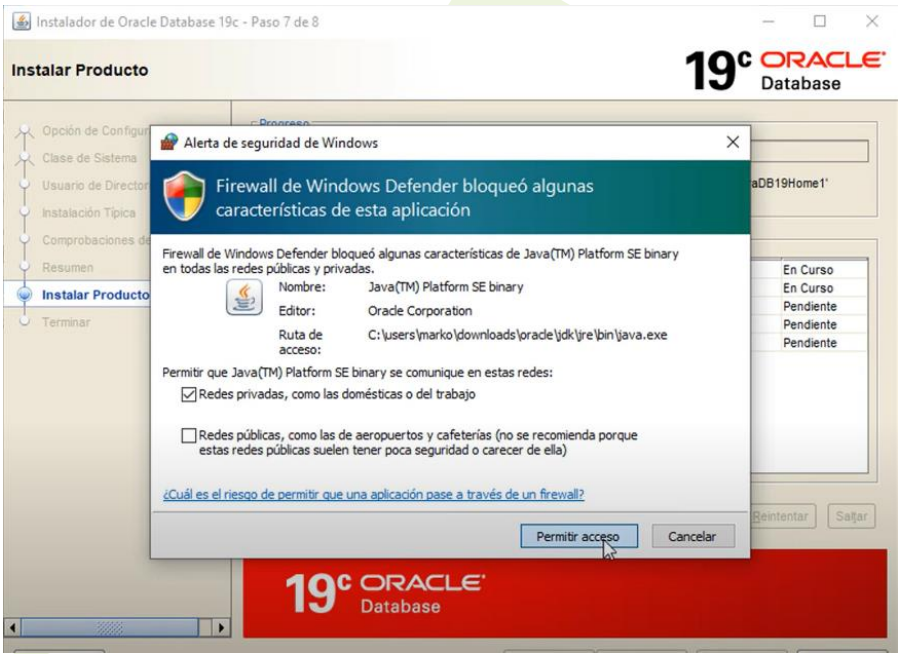 Instalador de Oracle Database 19c - Paso 7 de 8
Instalar Producto
19c ORACLE
Database
Opción de Configur
Clase de Sistema
Usuario de Director
Instalación Típica
Comprobaciones de
Resumen
Instalar Producto
Terminar
Progreso
Alerta de seguridad de Windows
Firewall de Windows Defender bloqueó algunas
características de esta aplicación
Firewall de Windows Defender bloqueó algunas características de Java(TM) Platform SE binary
en todas las redes públicas y privadas.
Nombre: Java(TM) Platform SE binary
Editor: Oracle Corporation
Ruta de acceso: C:\users\marko\downloads\oracle\jdk\jre\bin\java.exe
Permitir que Java(TM) Platform SE binary se comunique en estas redes:
Redes privadas, como las domésticas o del trabajo
Redes públicas, como las de aeropuertos y cafeterías (no se recomienda porque
estas redes públicas suelen tener poca seguridad o carecer de ella)
¿Cuál es el riesgo de permitir que una aplicación pase a través de un firewall?
Permitir acceso Cancelar
aDB19Home1'
En Curso
En Curso
Pendiente
Pendiente
Pendiente
Reintentar Saltar
19c ORACLE
Database